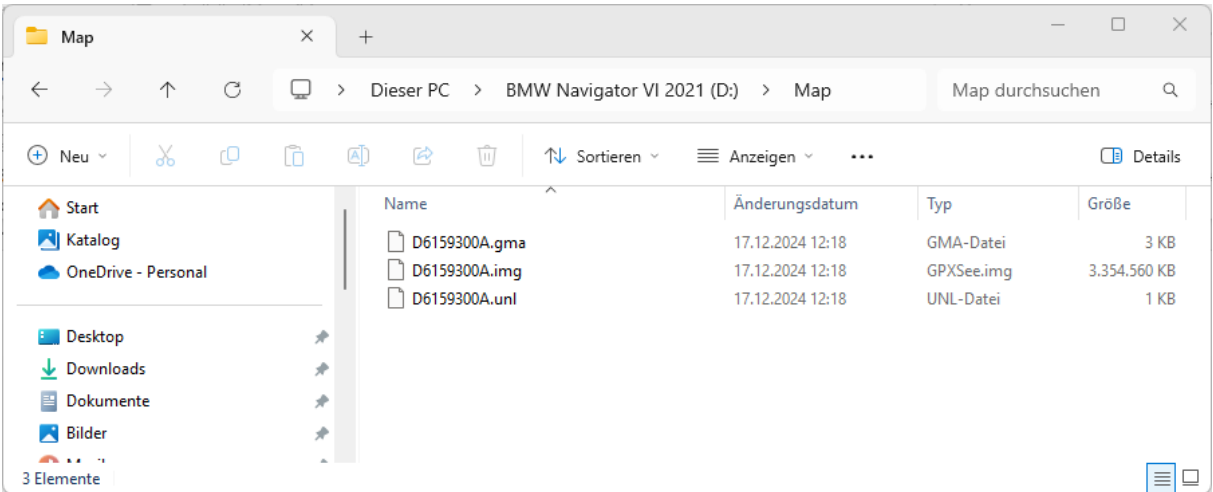 Map
Dieser PC > BMW Navigator VI 2021 (D:) > Map
Map durchsuchen
Neu
Sortieren
Anzeigen
Details
Start
Katalog
OneDrive - Personal
Desktop
Downloads
Dokumente
Bilder
Name Änderungsdatum Typ Größe
D6159300A.gma 17.12.2024 12:18 GMA-Datei 3 KB
D6159300A.img 17.12.2024 12:18 GPXSee.img 3.354.560 KB
D6159300A.unl 17.12.2024 12:18 UNL-Datei 1 KB
3 Elemente